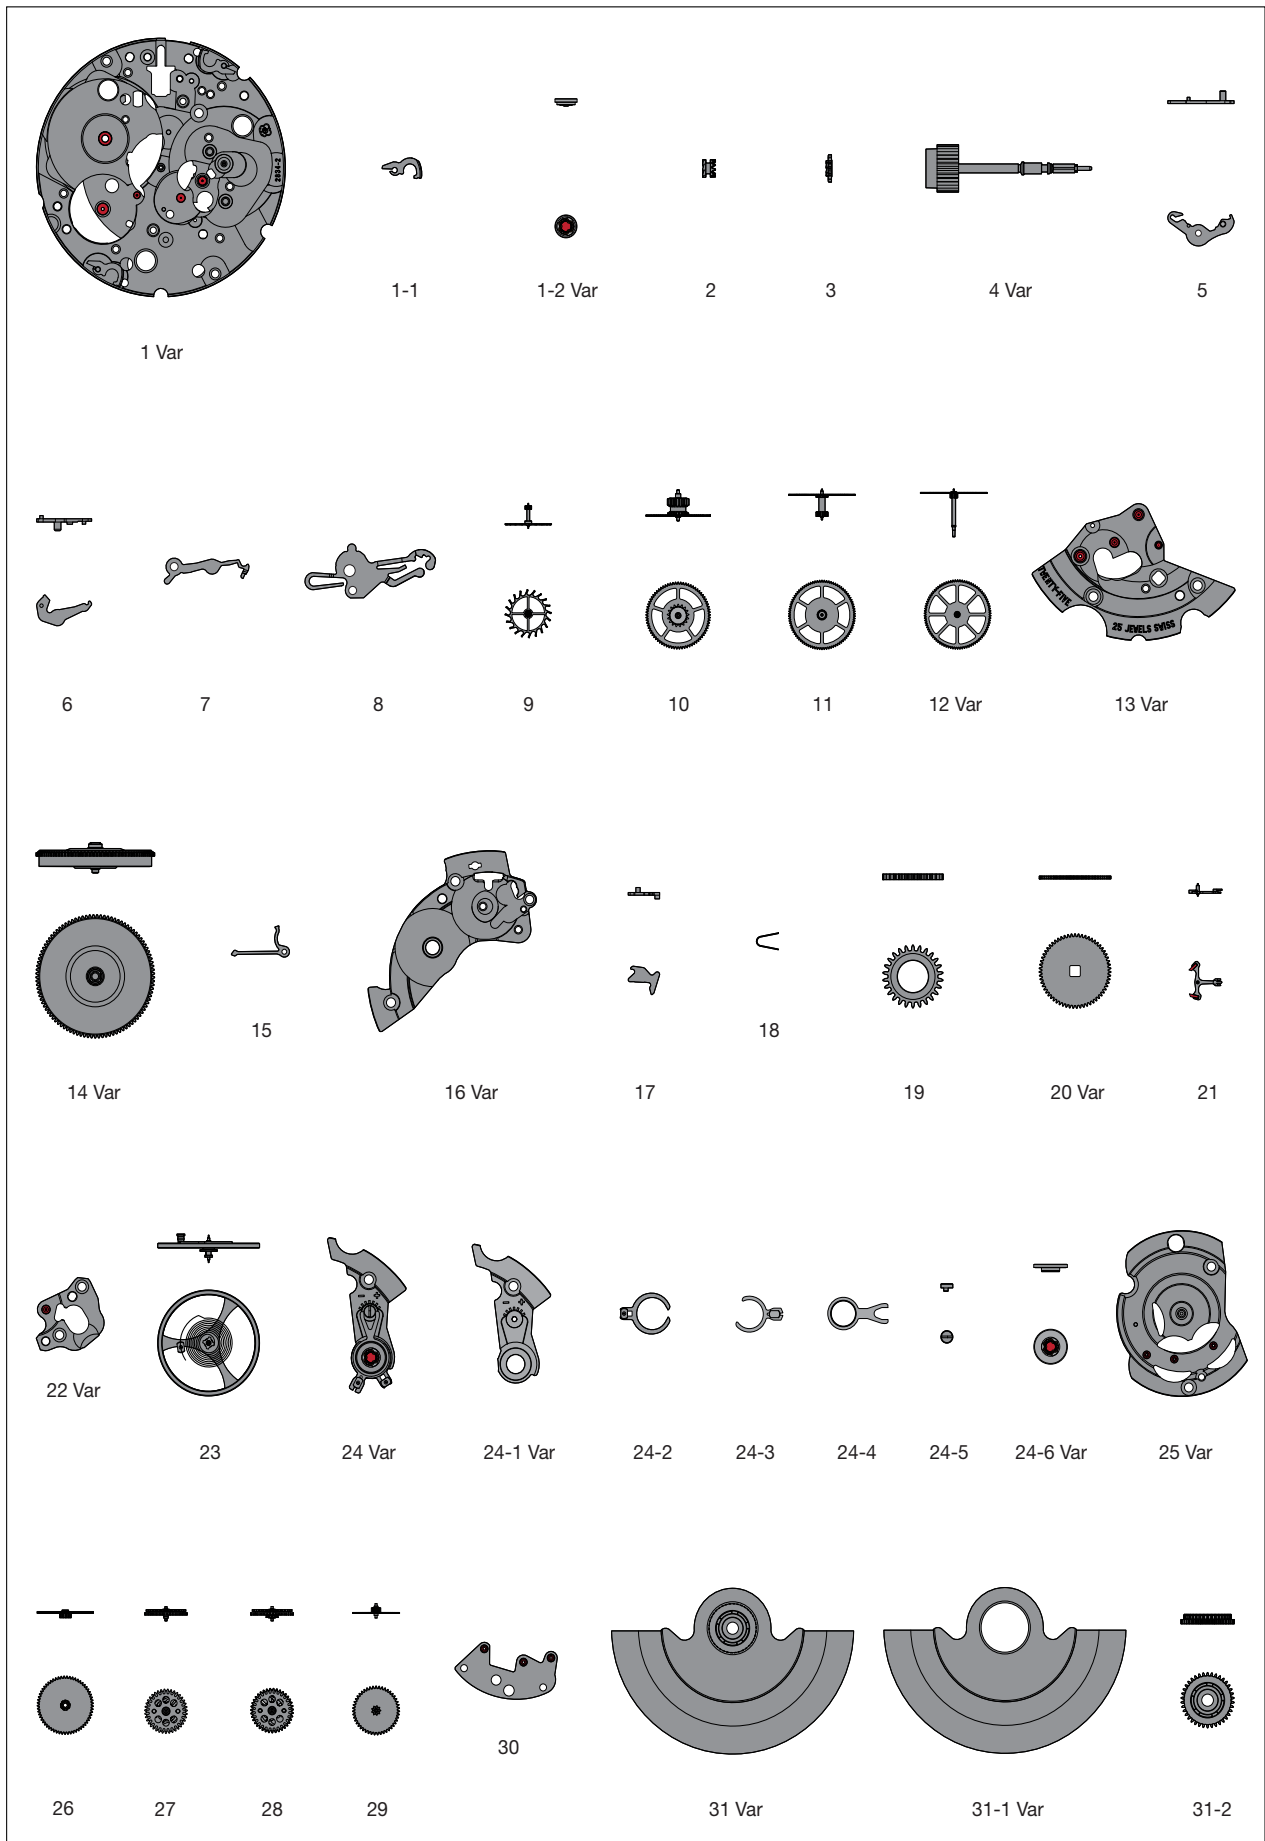 2834-2
1-1
1-2 Var
2
3
4 Var
5
1 Var
TWENTY-FIVE
25 JEWELS SWISS
6
7
8
9
10
11
12 Var
13 Var
15
18
14 Var
16 Var
17
19
20 Var
21
22 Var
23
24 Var
24-1 Var
24-2
24-3
24-4
24-5
24-6 Var
25 Var
30
26
27
28
29
31 Var
31-1 Var
31-2